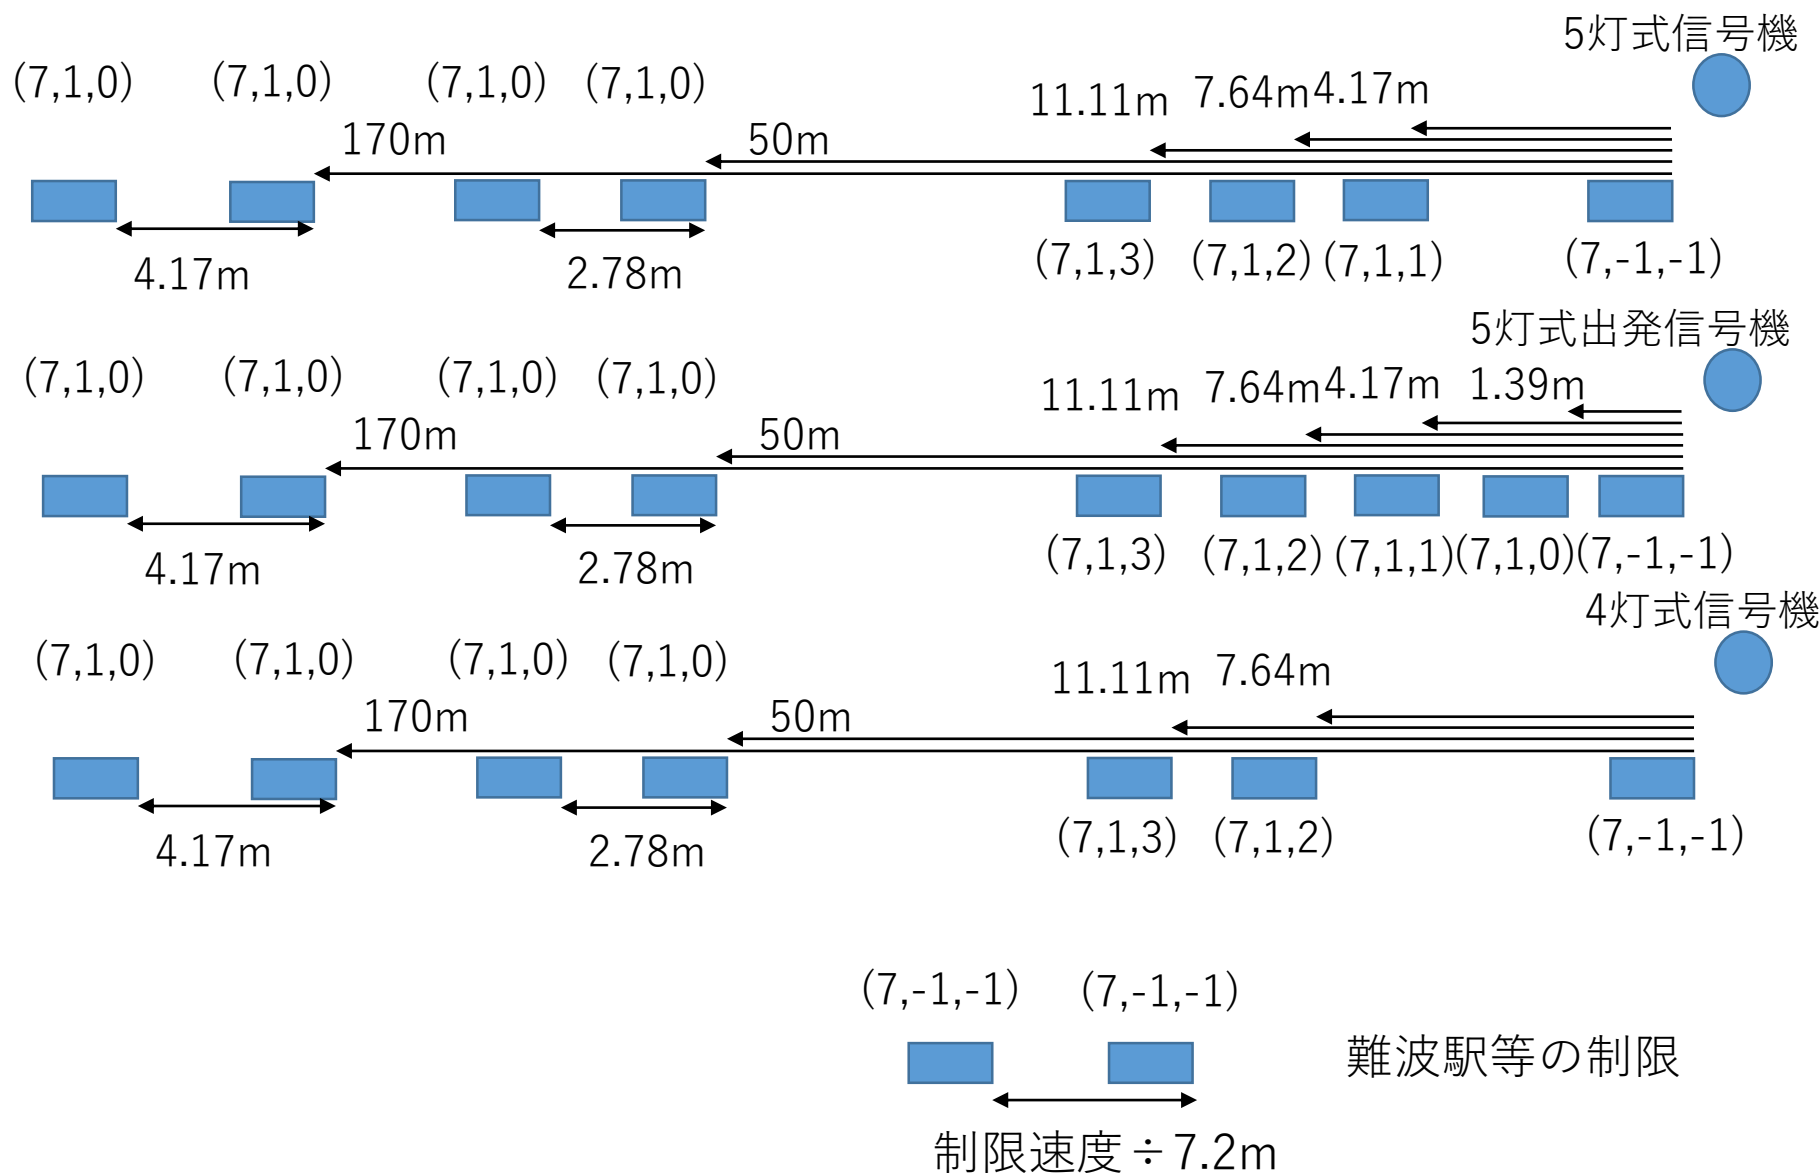 5灯式信号機
(7,1,0) (7,1,0) (7,1,0) (7,1,0)
11.11m 7.64m 4.17m
170m 50m
(7,1,3) (7,1,2) (7,1,1) (7,-1,-1)
4.17m 2.78m
5灯式出発信号機
(7,1,0) (7,1,0) (7,1,0) (7,1,0)
11.11m 7.64m 4.17m 1.39m
170m 50m
(7,1,3) (7,1,2) (7,1,1) (7,1,0) (7,-1,-1)
4.17m 2.78m
4灯式信号機
(7,1,0) (7,1,0) (7,1,0) (7,1,0)
11.11m 7.64m
170m 50m
(7,1,3) (7,1,2) (7,-1,-1)
4.17m 2.78m
(7,-1,-1) (7,-1,-1)
難波駅等の制限
制限速度÷7.2m